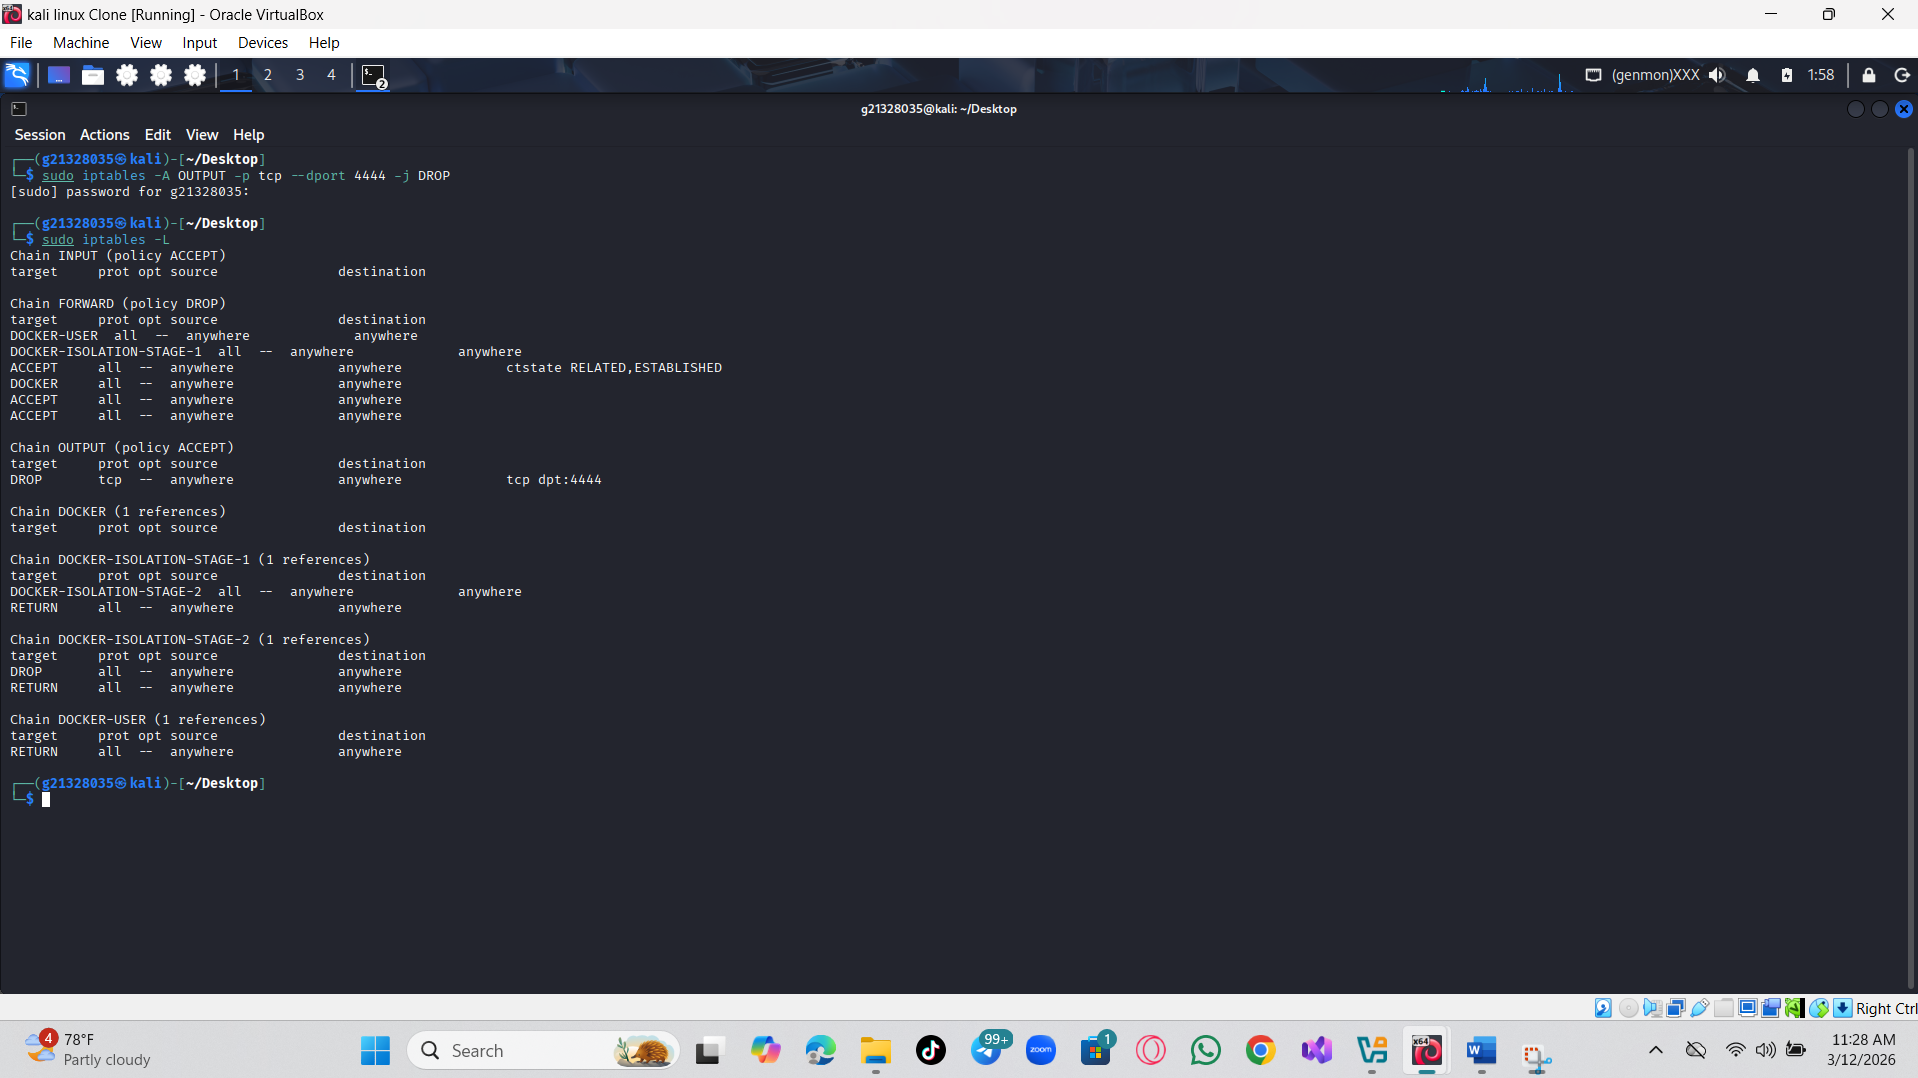 kali linux Clone [Running] - Oracle VirtualBox
File Machine View Input Devices Help
1 2 3 4 2 (genmon)XXX 1:58
g21328035@kali: ~/Desktop
Session Actions Edit View Help
┌──(g21328035㉿kali)-[~/Desktop]
└─$ sudo iptables -A OUTPUT -p tcp --dport 4444 -j DROP
[sudo] password for g21328035:
┌──(g21328035㉿kali)-[~/Desktop]
└─$ sudo iptables -L
Chain INPUT (policy ACCEPT)
target prot opt source destination
Chain FORWARD (policy DROP)
target prot opt source destination
DOCKER-USER all -- anywhere anywhere
DOCKER-ISOLATION-STAGE-1 all -- anywhere anywhere
ACCEPT all -- anywhere anywhere ctstate RELATED,ESTABLISHED
DOCKER all -- anywhere anywhere
ACCEPT all -- anywhere anywhere
ACCEPT all -- anywhere anywhere
Chain OUTPUT (policy ACCEPT)
target prot opt source destination
DROP tcp -- anywhere anywhere tcp dpt:4444
Chain DOCKER (1 references)
target prot opt source destination
Chain DOCKER-ISOLATION-STAGE-1 (1 references)
target prot opt source destination
DOCKER-ISOLATION-STAGE-2 all -- anywhere anywhere
RETURN all -- anywhere anywhere
Chain DOCKER-ISOLATION-STAGE-2 (1 references)
target prot opt source destination
DROP all -- anywhere anywhere
RETURN all -- anywhere anywhere
Chain DOCKER-USER (1 references)
target prot opt source destination
RETURN all -- anywhere anywhere
┌──(g21328035㉿kali)-[~/Desktop]
└─$
Right Ctrl
4 78°F
Partly cloudy
Search
99+
zoom
1
x64
W
11:28 AM
3/12/2026